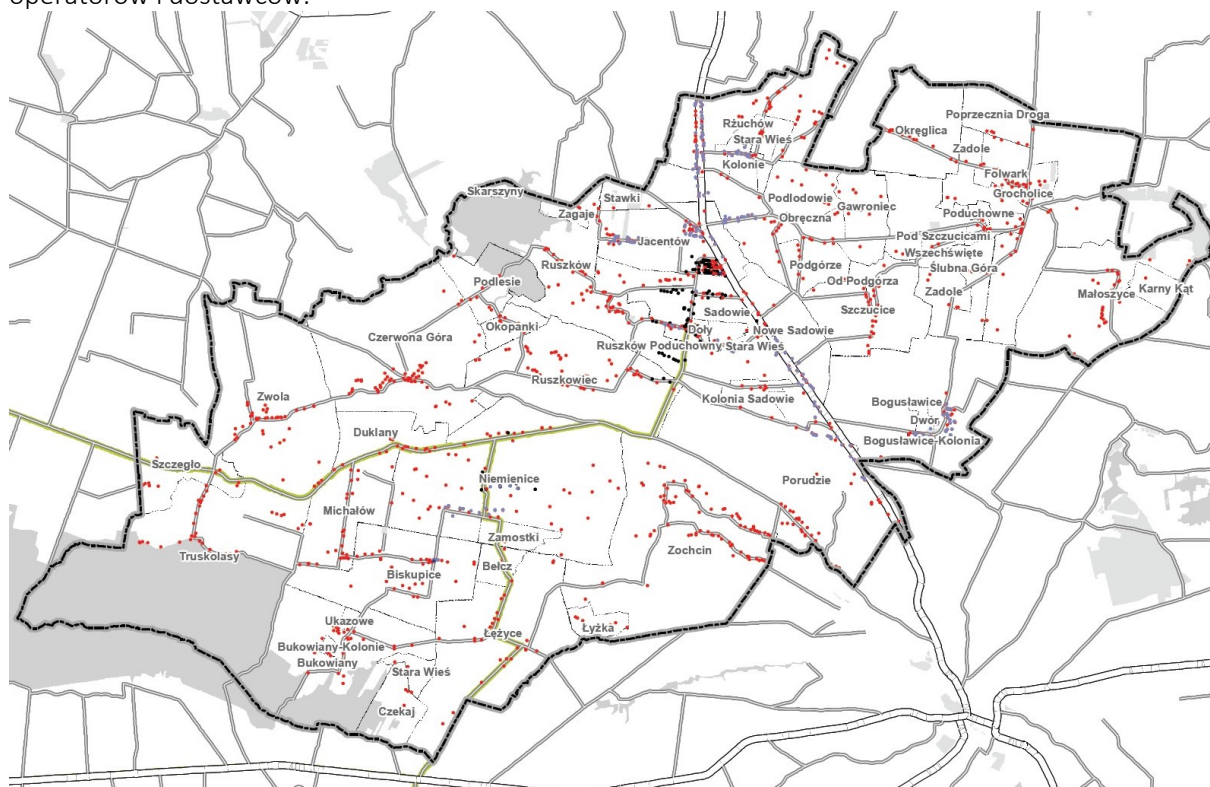 operatorów i dostawców.
Poprzecznia Droga
Rżuchów
Okręglica
Stara Wieś
Zadole
Kolonie
Folwark
Skarszyny
Grocholice
Stawki
Podlodowie
Zagaje
Gawroniec
Poduchowne
Obręczna
Pod Szczucicami
Jacentów
Wszechświęte
Ruszków
Podgórze
Ślubna Góra
Od Podgórza
Karny Kąt
Podlesie
Zadole
Małoszyce
Sadowie
Szczucice
Okopanki
Doły
Nowe Sadowie
Czerwona Góra
Ruszków Poduchowny
Stara Wieś
Ruszkowiec
Zwola
Kolonia Sadowie
Bogusławice
Dwór
Duklany
Bogusławice-Kolonia
Szczegło
Niemienice
Porudzie
Michałów
Zamostki
Truskolasy
Zochcin
Bełcz
Biskupice
Ukazowe
Łyżka
Łężyce
Bukowiany-Kolonie
Bukowiany
Stara Wieś
Czekaj